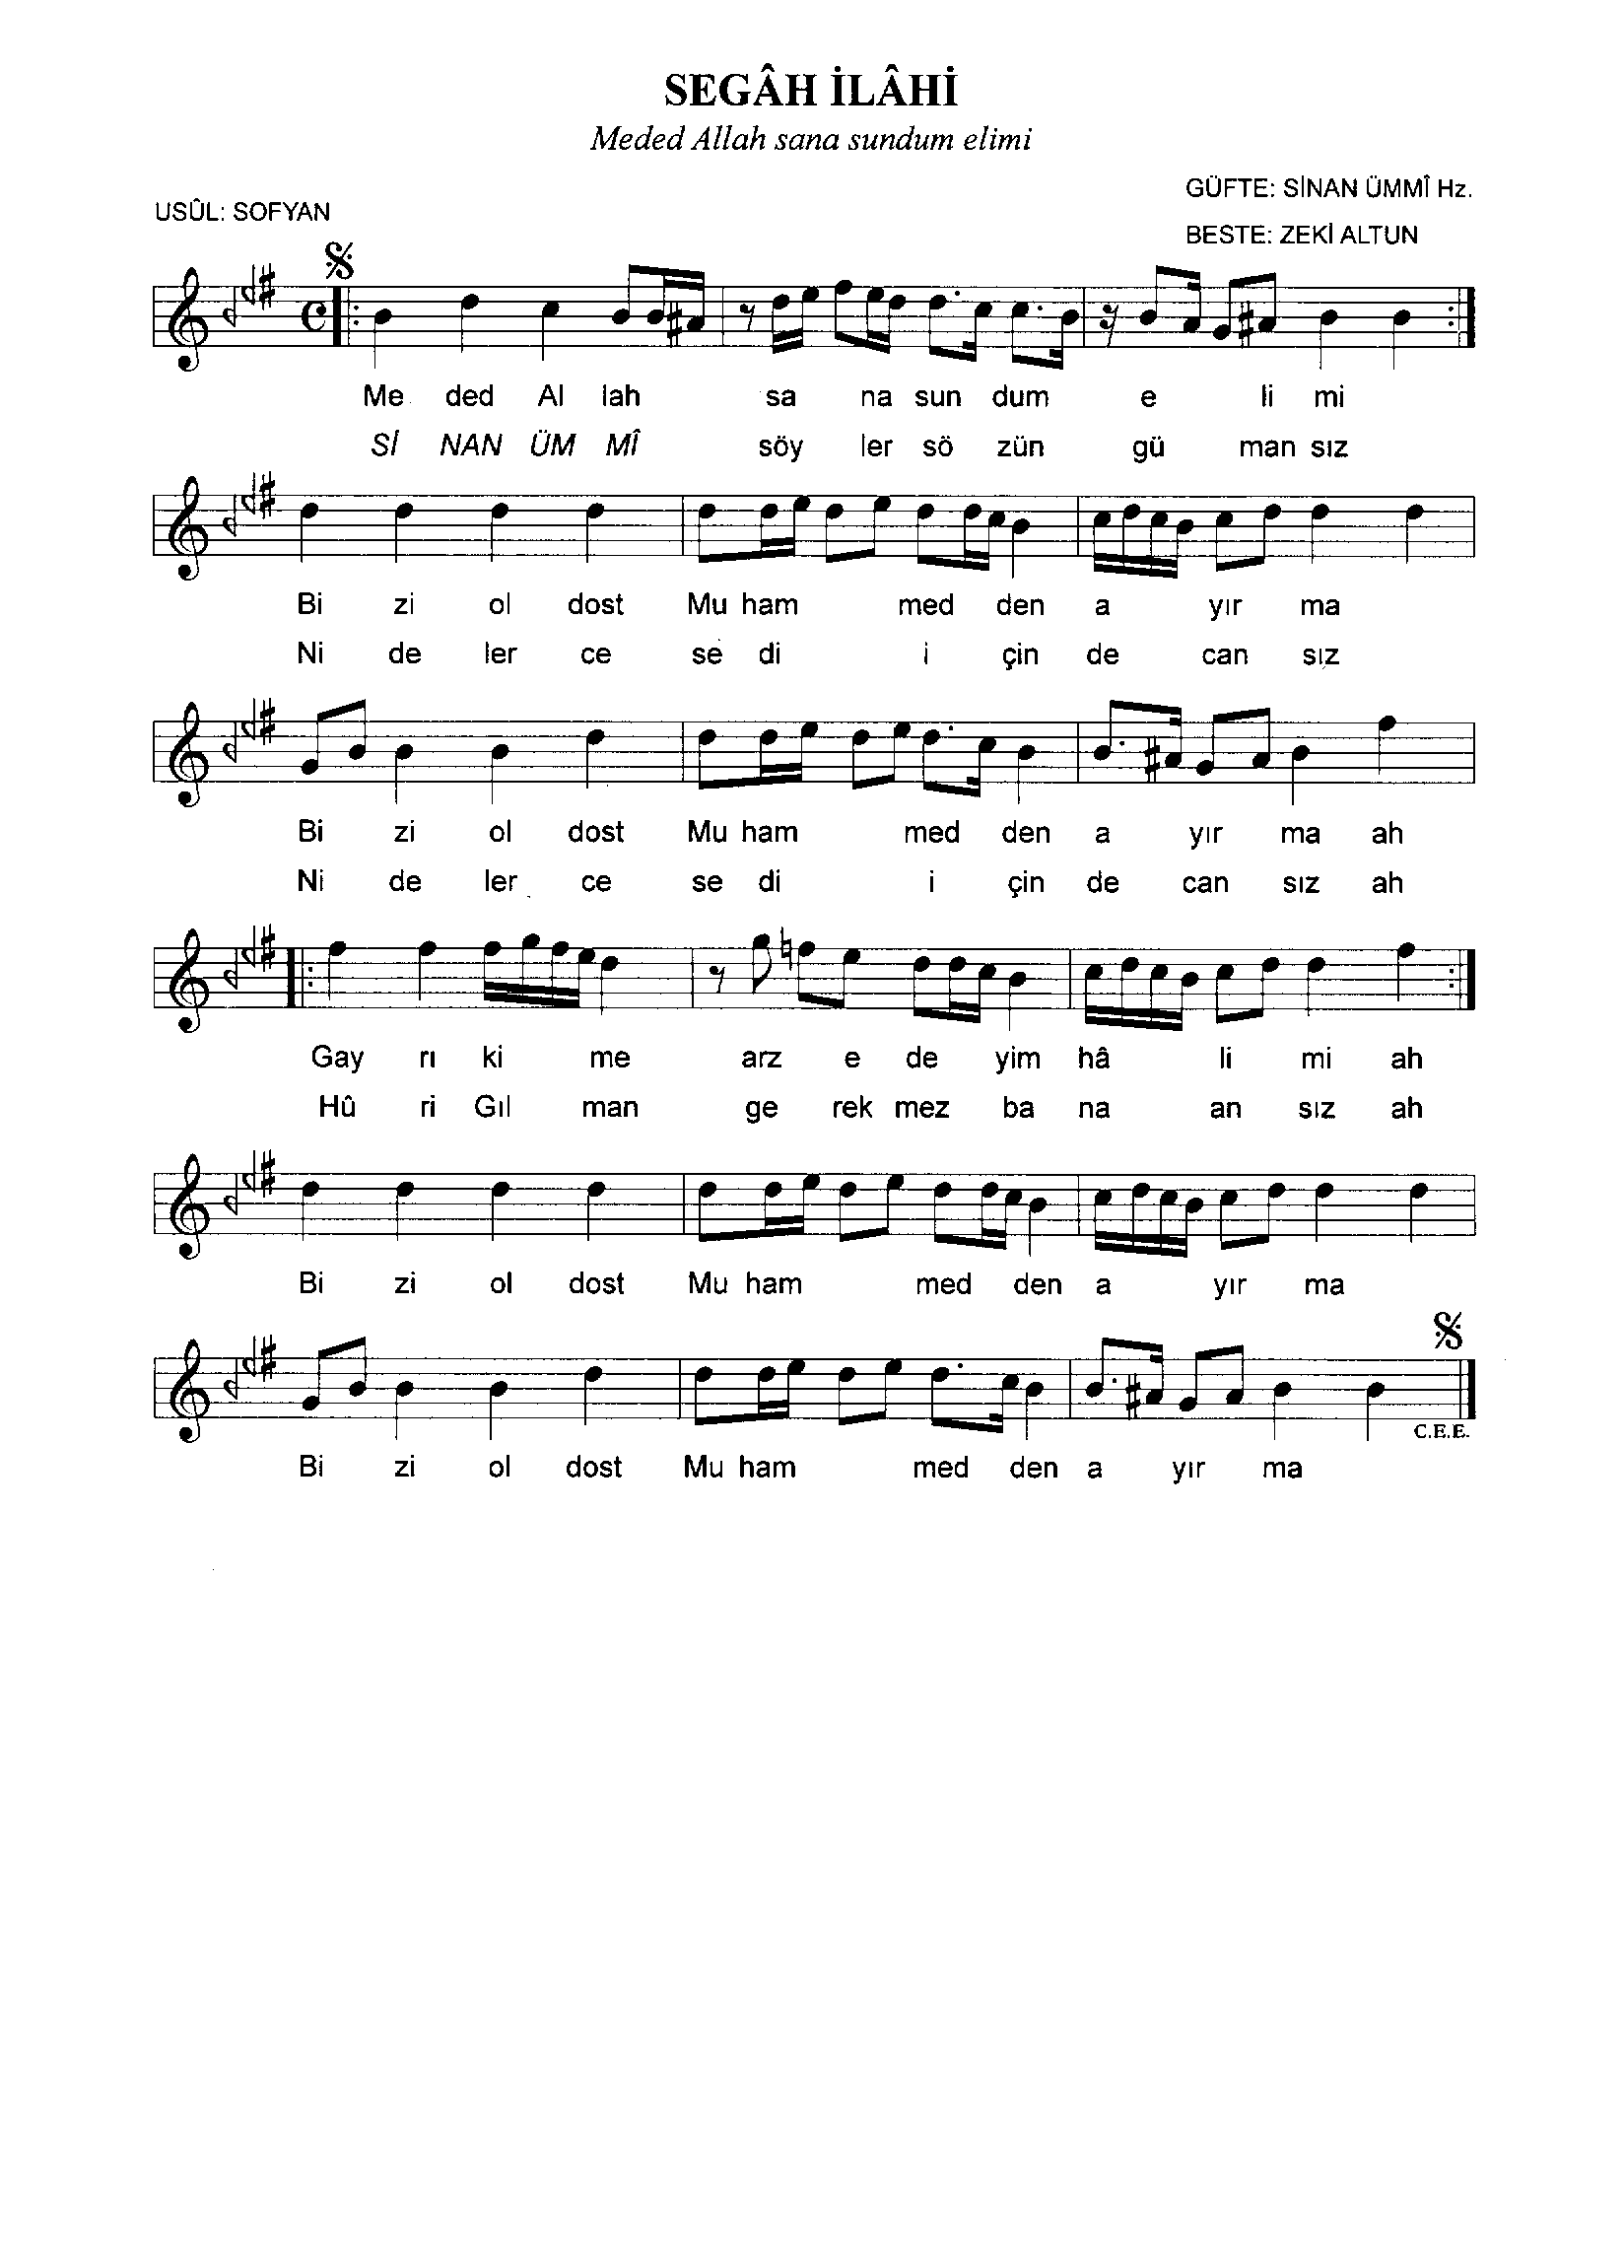 SEGÂH İLÂHİ
Meded Allah sana sundum elimi
GÜFTE: SİNAN ÜMMÎ Hz.
USÛL: SOFYAN
BESTE: ZEKİ ALTUN
Me ded Al lah sa na sun dum e li mi
Sİ NAN ÜM MÎ söy ler sö zün gü man sız
Bi zi ol dost Mu ham med den a yır ma
Ni de ler ce se di i çin de can sız
Bi zi ol dost Mu ham med den a yır ma ah
Ni de ler ce se di i çin de can sız ah
Gay rı ki me arz e de yim hâ li mi ah
Hû ri Gıl man ge rek mez ba na an sız ah
Bi zi ol dost Mu ham med den a yır ma
C.E.E.
Bi zi ol dost Mu ham med den a yır ma